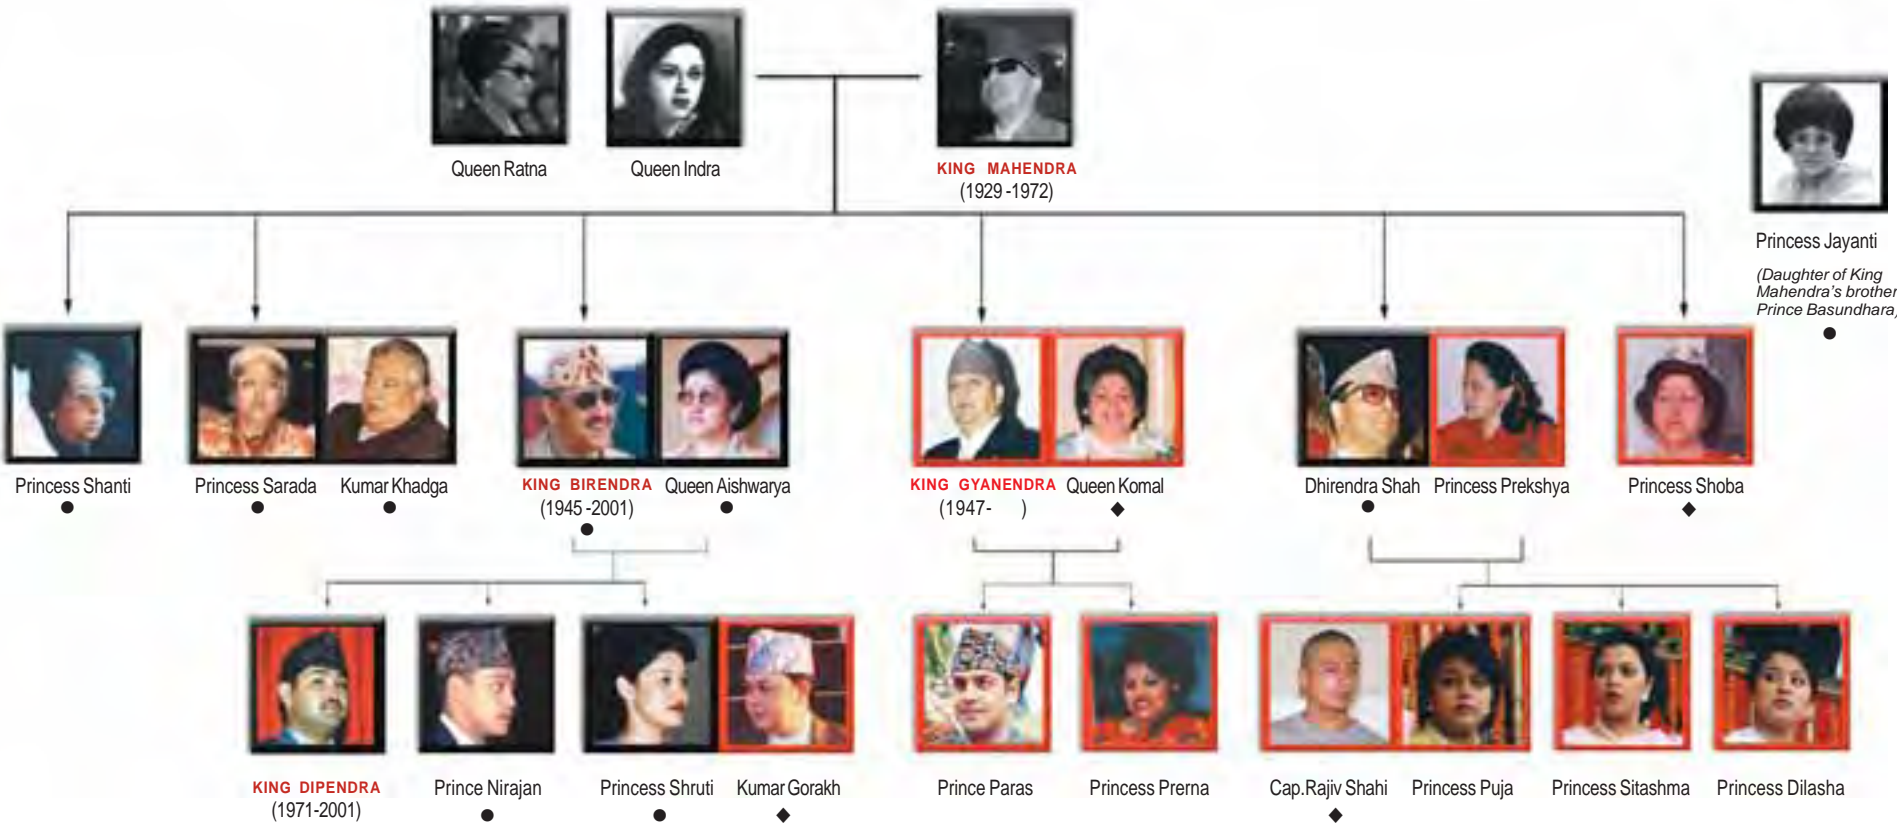 Queen Ratna
Queen Indra
KING MAHENDRA
(1929 -1972)
Princess Jayanti
(Daughter of King
Mahendra’s brother
Prince Basundhara)
Princess Shanti
Princess Sarada
Kumar Khadga
KING BIRENDRA
(1945 -2001)
Queen Aishwarya
KING GYANENDRA
(1947- )
Queen Komal
Dhirendra Shah
Princess Prekshya
Princess Shoba
KING DIPENDRA
(1971-2001)
Prince Nirajan
Princess Shruti
Kumar Gorakh
Prince Paras
Princess Prerna
Cap.Rajiv Shahi
Princess Puja
Princess Sitashma
Princess Dilasha